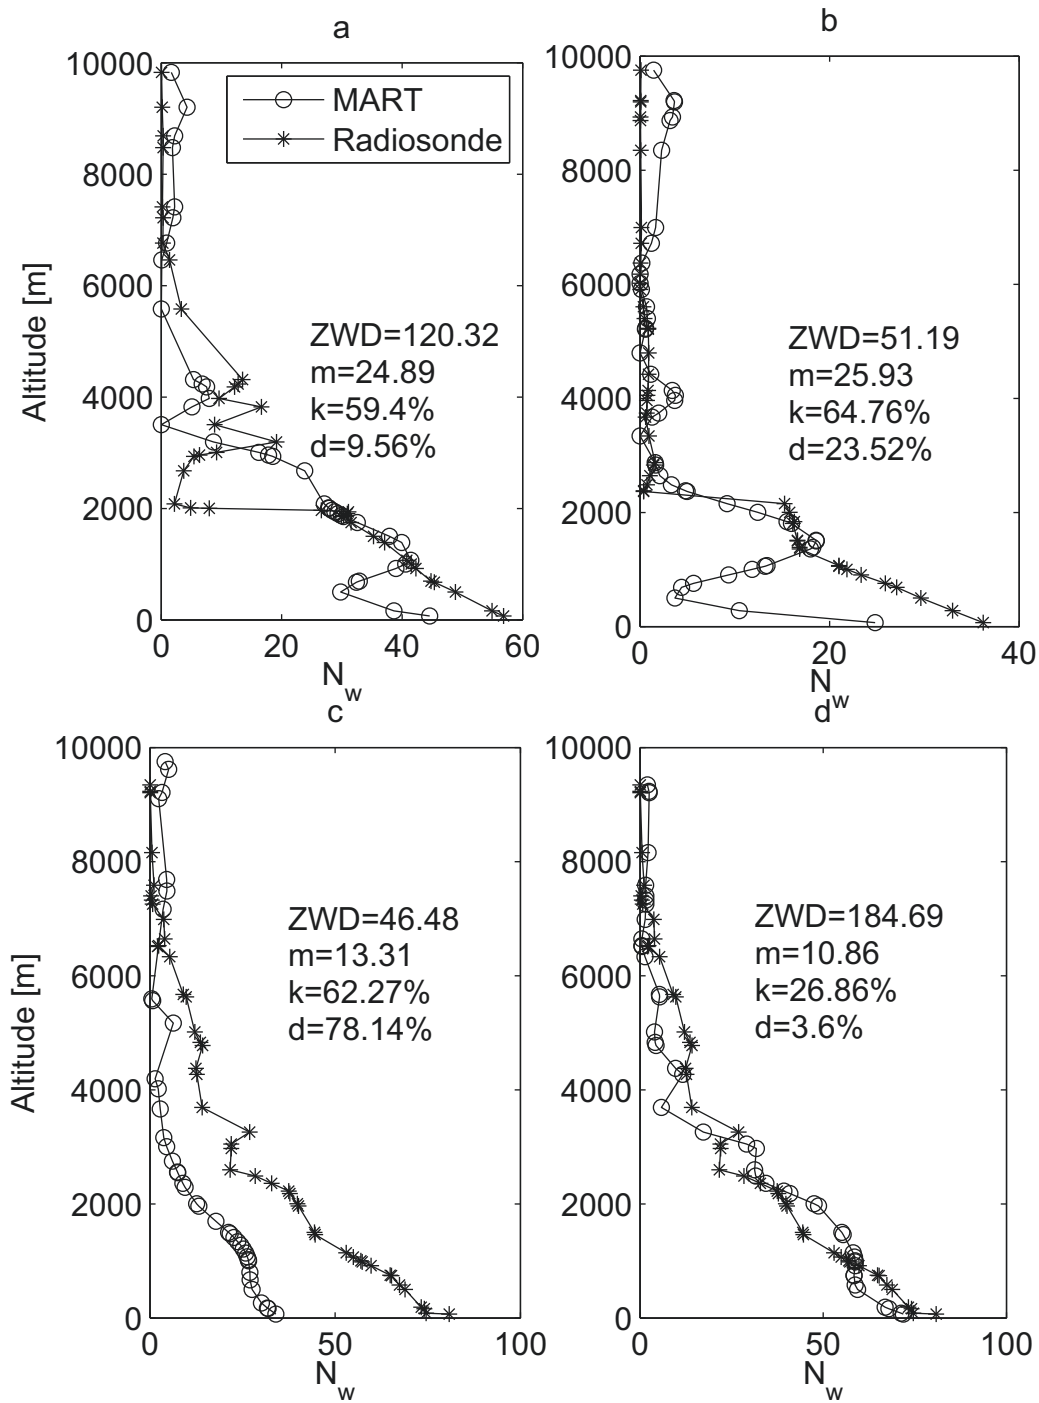 a
10000
8000
6000
4000
2000
0
0
20
40
60
Altitude [m]
N_w
MART
Radiosonde
ZWD=120.32
m=24.89
k=59.4%
d=9.56%
b
10000
8000
6000
4000
2000
0
0
20
40
N_w
ZWD=51.19
m=25.93
k=64.76%
d=23.52%
c
10000
8000
6000
4000
2000
0
0
50
100
Altitude [m]
N_w
ZWD=46.48
m=13.31
k=62.27%
d=78.14%
d
10000
8000
6000
4000
2000
0
0
50
100
N_w
ZWD=184.69
m=10.86
k=26.86%
d=3.6%